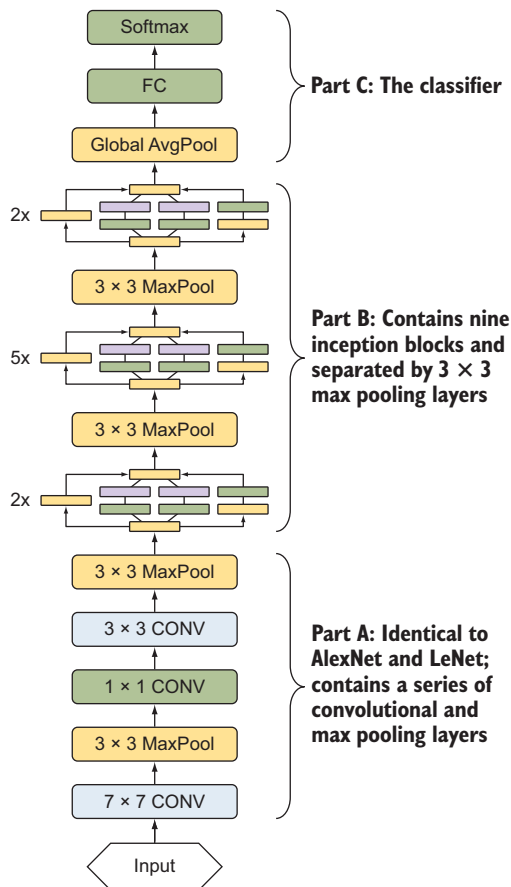 Softmax
FC
Global AvgPool
Part C: The classifier
2x
3 × 3 MaxPool
5x
3 × 3 MaxPool
2x
Part B: Contains nine
inception blocks and
separated by 3 × 3
max pooling layers
3 × 3 MaxPool
3 × 3 CONV
1 × 1 CONV
3 × 3 MaxPool
7 × 7 CONV
Part A: Identical to
AlexNet and LeNet;
contains a series of
convolutional and
max pooling layers
Input